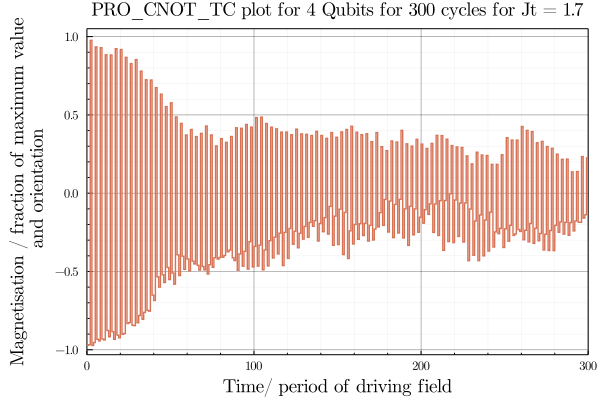 PRO_CNOT_TC plot for 4 Qubits for 300 cycles for Jt = 1.7
Magnetisation / fraction of maximum value
and orientation
1.0
0.5
0.0
−0.5
−1.0
0
100
200
300
Time/ period of driving field